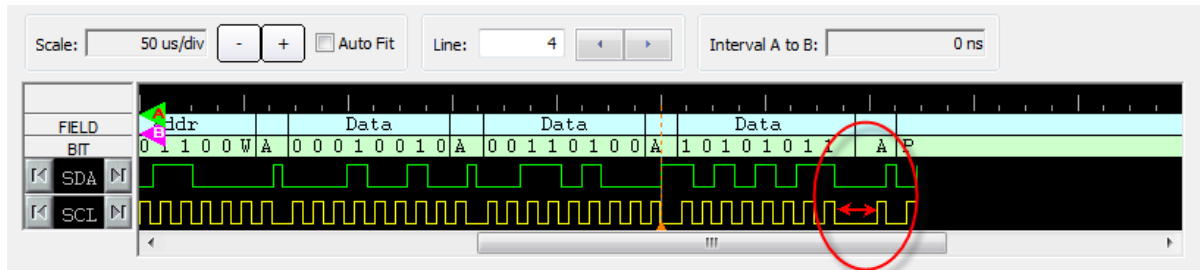 Scale: 50 us/div - + Auto Fit Line: 4 Interval A to B: 0 ns
A
FIELD Addr Data Data Data
B
BIT 0 1 1 0 0 W A 0 0 0 1 0 0 1 0 A 0 0 1 1 0 1 0 0 A 1 0 1 0 1 0 1 1 A P
SDA
SCL